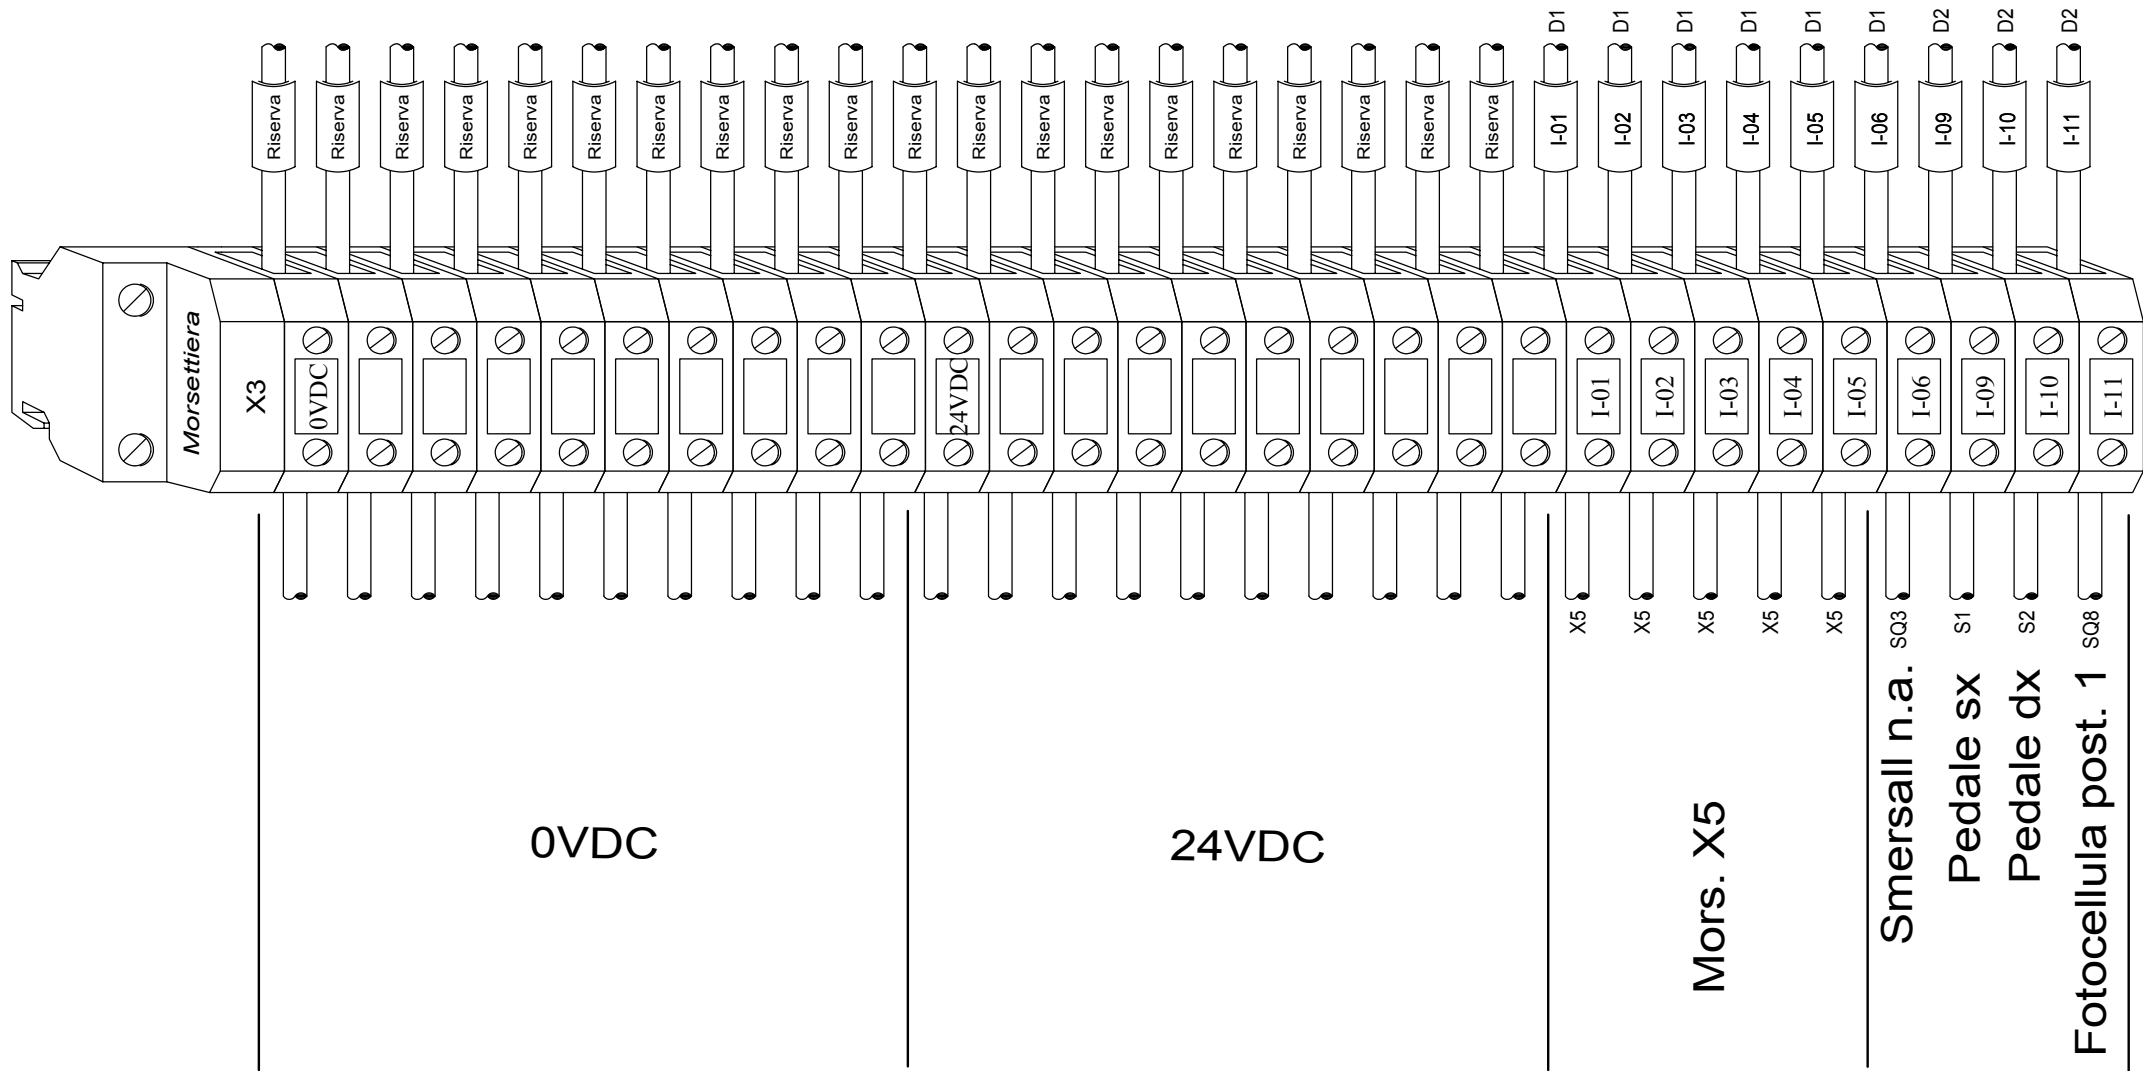 D1 D1 D1 D1 D1 D1 D2 D2 D2
Riserva Riserva Riserva Riserva Riserva Riserva Riserva Riserva Riserva Riserva Riserva Riserva Riserva Riserva Riserva Riserva Riserva Riserva Riserva Riserva I-01 I-02 I-03 I-04 I-05 I-06 I-09 I-10 I-11
Morsettiera
X3
0VDC 24VDC I-01 I-02 I-03 I-04 I-05 I-06 I-09 I-10 I-11
X5 X5 X5 X5 X5 SQ3 S1 S2 SQ8
0VDC
24VDC
Mors. X5
Smersall n.a.
Pedale sx
Pedale dx
Fotocellula post. 1